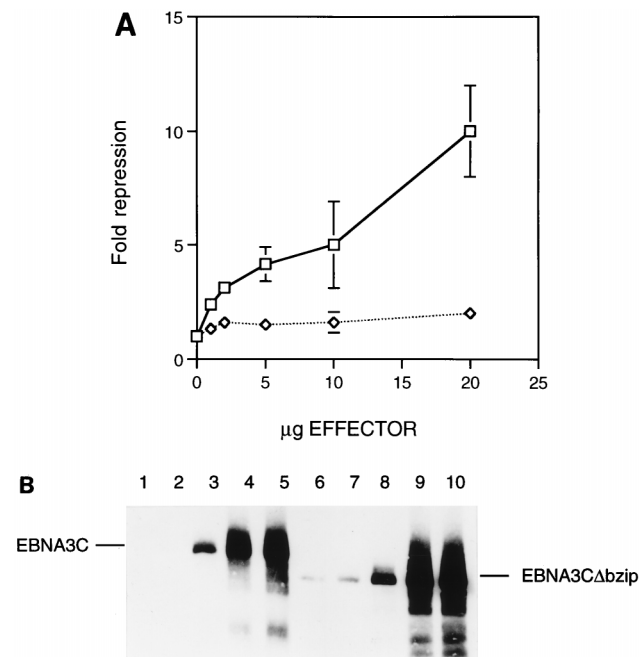 A
15
10
5
0
Fold repression
0 5 10 15 20 25
µg EFFECTOR
B
1 2 3 4 5 6 7 8 9 10
EBNA3C
EBNA3CΔbzip